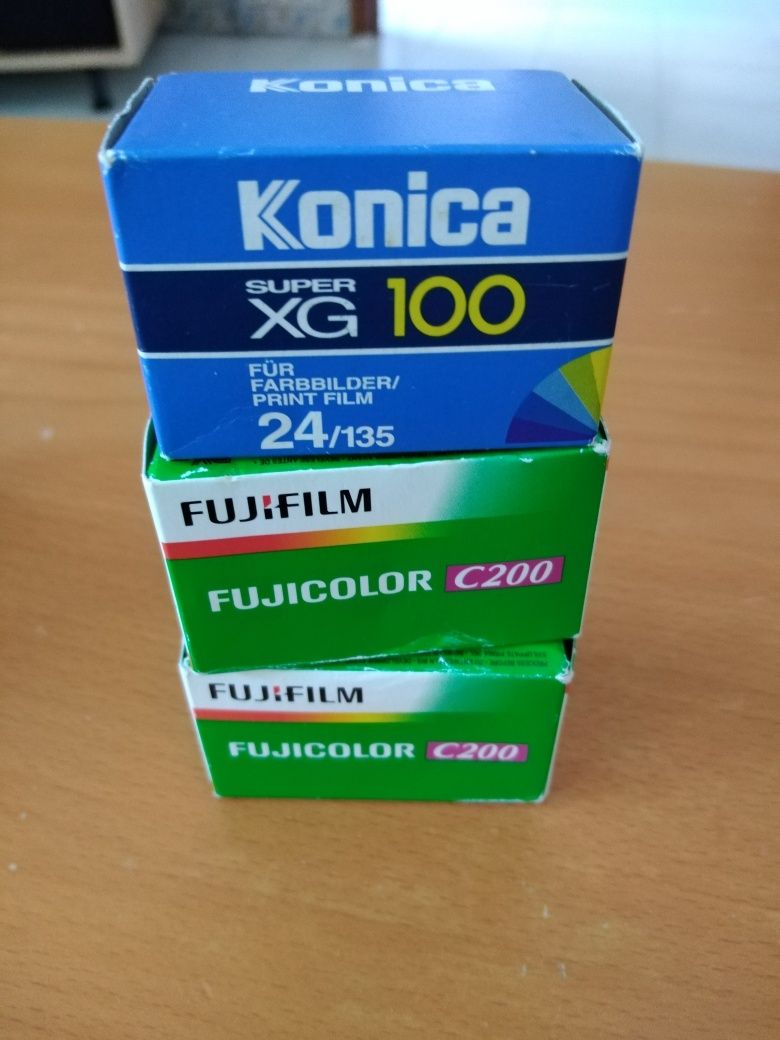 Konica
Konica
SUPER
XG 100
FÜR
FARBBILDER/
PRINT FILM
24/135
FUJIFILM
FUJICOLOR C200
FUJIFILM
FUJICOLOR C200